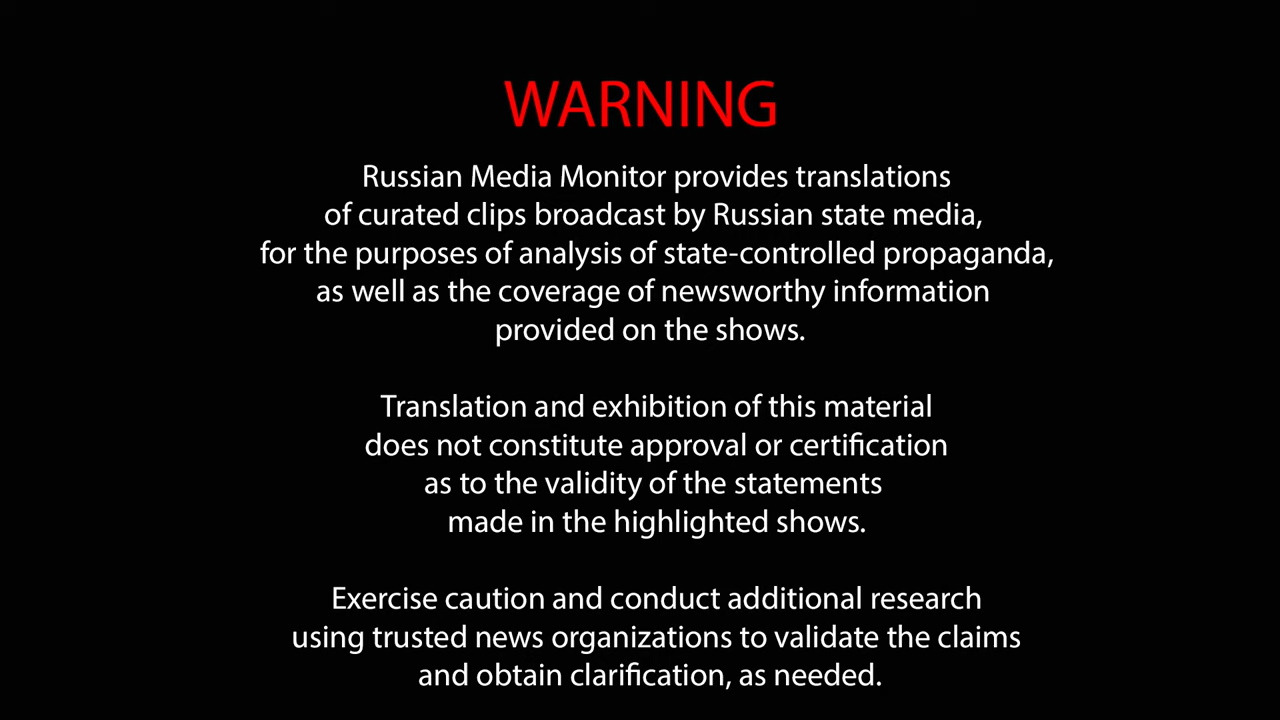 WARNING
Russian Media Monitor provides translations
of curated clips broadcast by Russian state media,
for the purposes of analysis of state-controlled propaganda,
as well as the coverage of newsworthy information
provided on the shows.
Translation and exhibition of this material
does not constitute approval or certification
as to the validity of the statements
made in the highlighted shows.
Exercise caution and conduct additional research
using trusted news organizations to validate the claims
and obtain clarification, as needed.